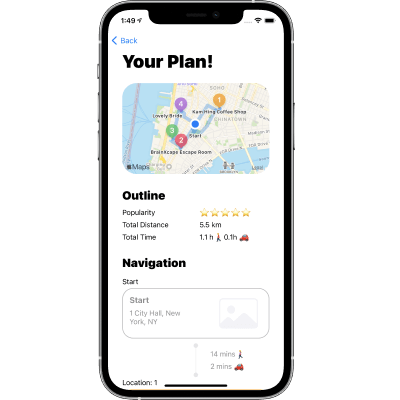 1:49
Back
Your Plan!
SOHO
4
1
Lovely Bride
Kam Hing Coffee Shop
CHINATOWN
3
Start
2
BrainXcape Escape Room
Maps
Outline
Popularity ⭐⭐⭐⭐⭐
Total Distance 5.5 km
Total Time 1.1 h 🚶 0.1h 🚗
Navigation
Start
Start
1 City Hall, New
York, NY
14 mins 🚶
2 mins 🚗
Location: 1